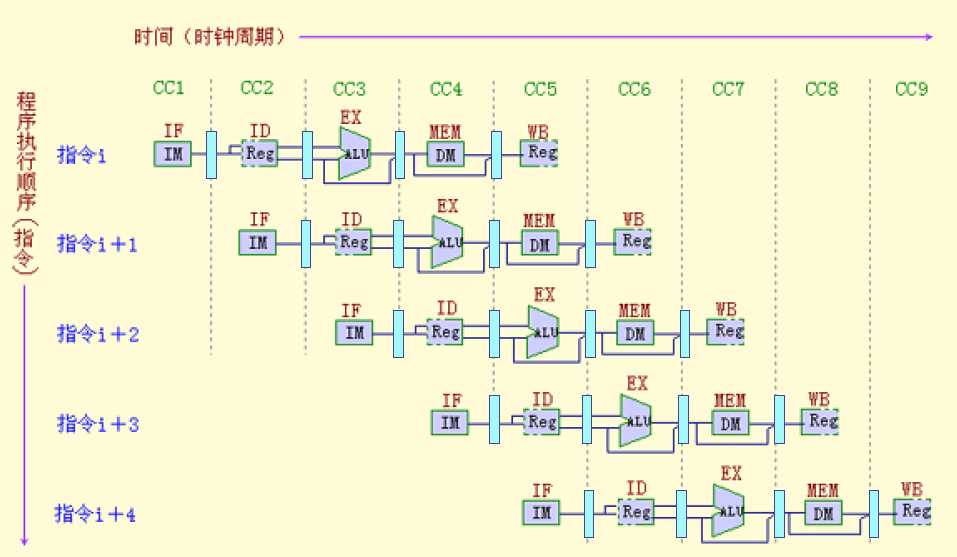 时间（时钟周期）
CC1 CC2 CC3 CC4 CC5 CC6 CC7 CC8 CC9
程序执行顺序（指令）
IF ID EX MEM WB
指令i IM Reg ALU DM Reg
IF ID EX MEM WB
指令i＋1 IM Reg ALU DM Reg
IF ID EX MEM WB
指令i＋2 IM Reg ALU DM Reg
IF ID EX MEM WB
指令i＋3 IM Reg ALU DM Reg
IF ID EX MEM WB
指令i＋4 IM Reg ALU DM Reg